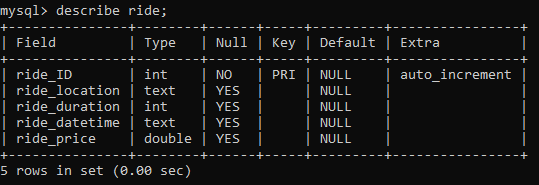 mysql> describe ride;
+---------------+--------+------+-----+---------+----------------+
| Field         | Type   | Null | Key | Default | Extra          |
+---------------+--------+------+-----+---------+----------------+
| ride_ID       | int    | NO   | PRI | NULL    | auto_increment |
| ride_location | text   | YES  |     | NULL    |                |
| ride_duration | int    | YES  |     | NULL    |                |
| ride_datetime | text   | YES  |     | NULL    |                |
| ride_price    | double | YES  |     | NULL    |                |
+---------------+--------+------+-----+---------+----------------+
5 rows in set (0.00 sec)